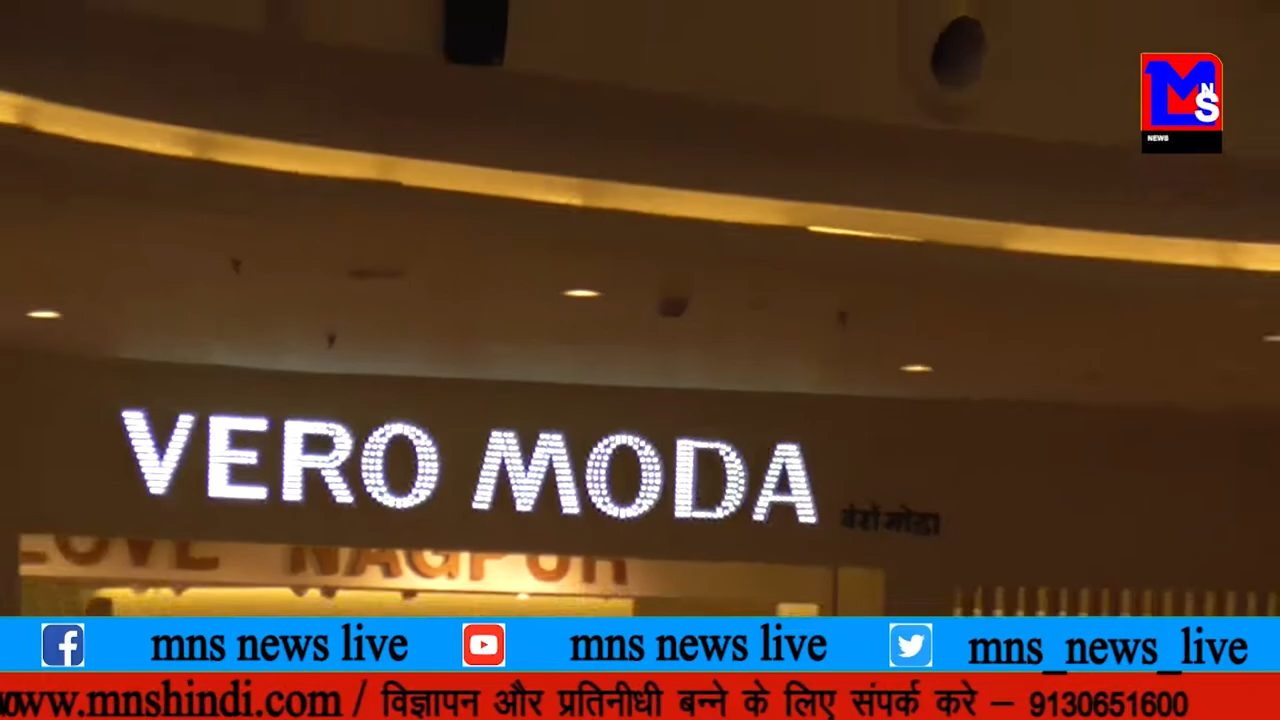 MNS
NEWS
VERO MODA
वेरो मोडा
LOVE NAGPUR
mns news live mns news live mns_news_live
www.mnshindi.com / विज्ञापन और प्रतिनीधी बन्ने के लिए संपर्क करे – 9130651600